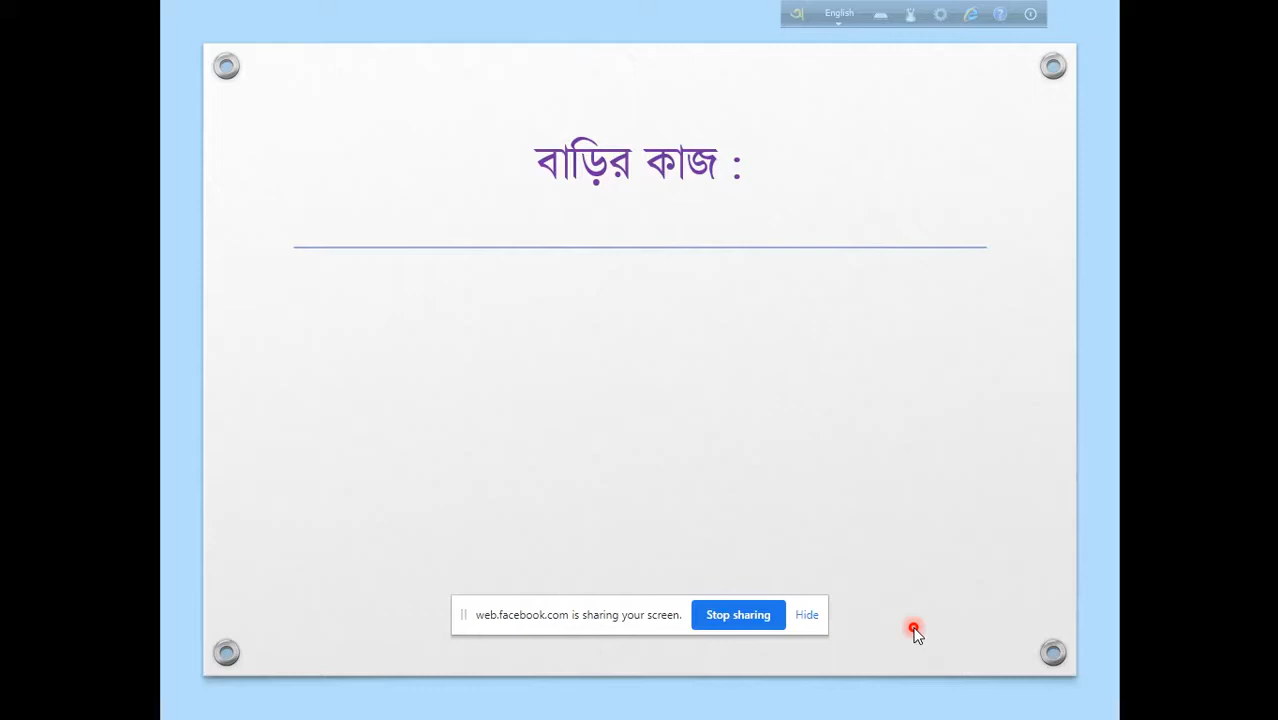 English
বাড়ির কাজ :
web.facebook.com is sharing your screen. Stop sharing Hide